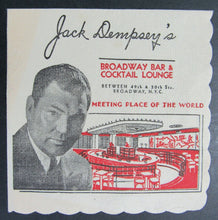 Jack Dempsey's
BROADWAY BAR &
COCKTAIL LOUNGE
BETWEEN 49th & 50th Sts.
BROADWAY, N.Y.C.
MEETING PLACE OF THE WORLD